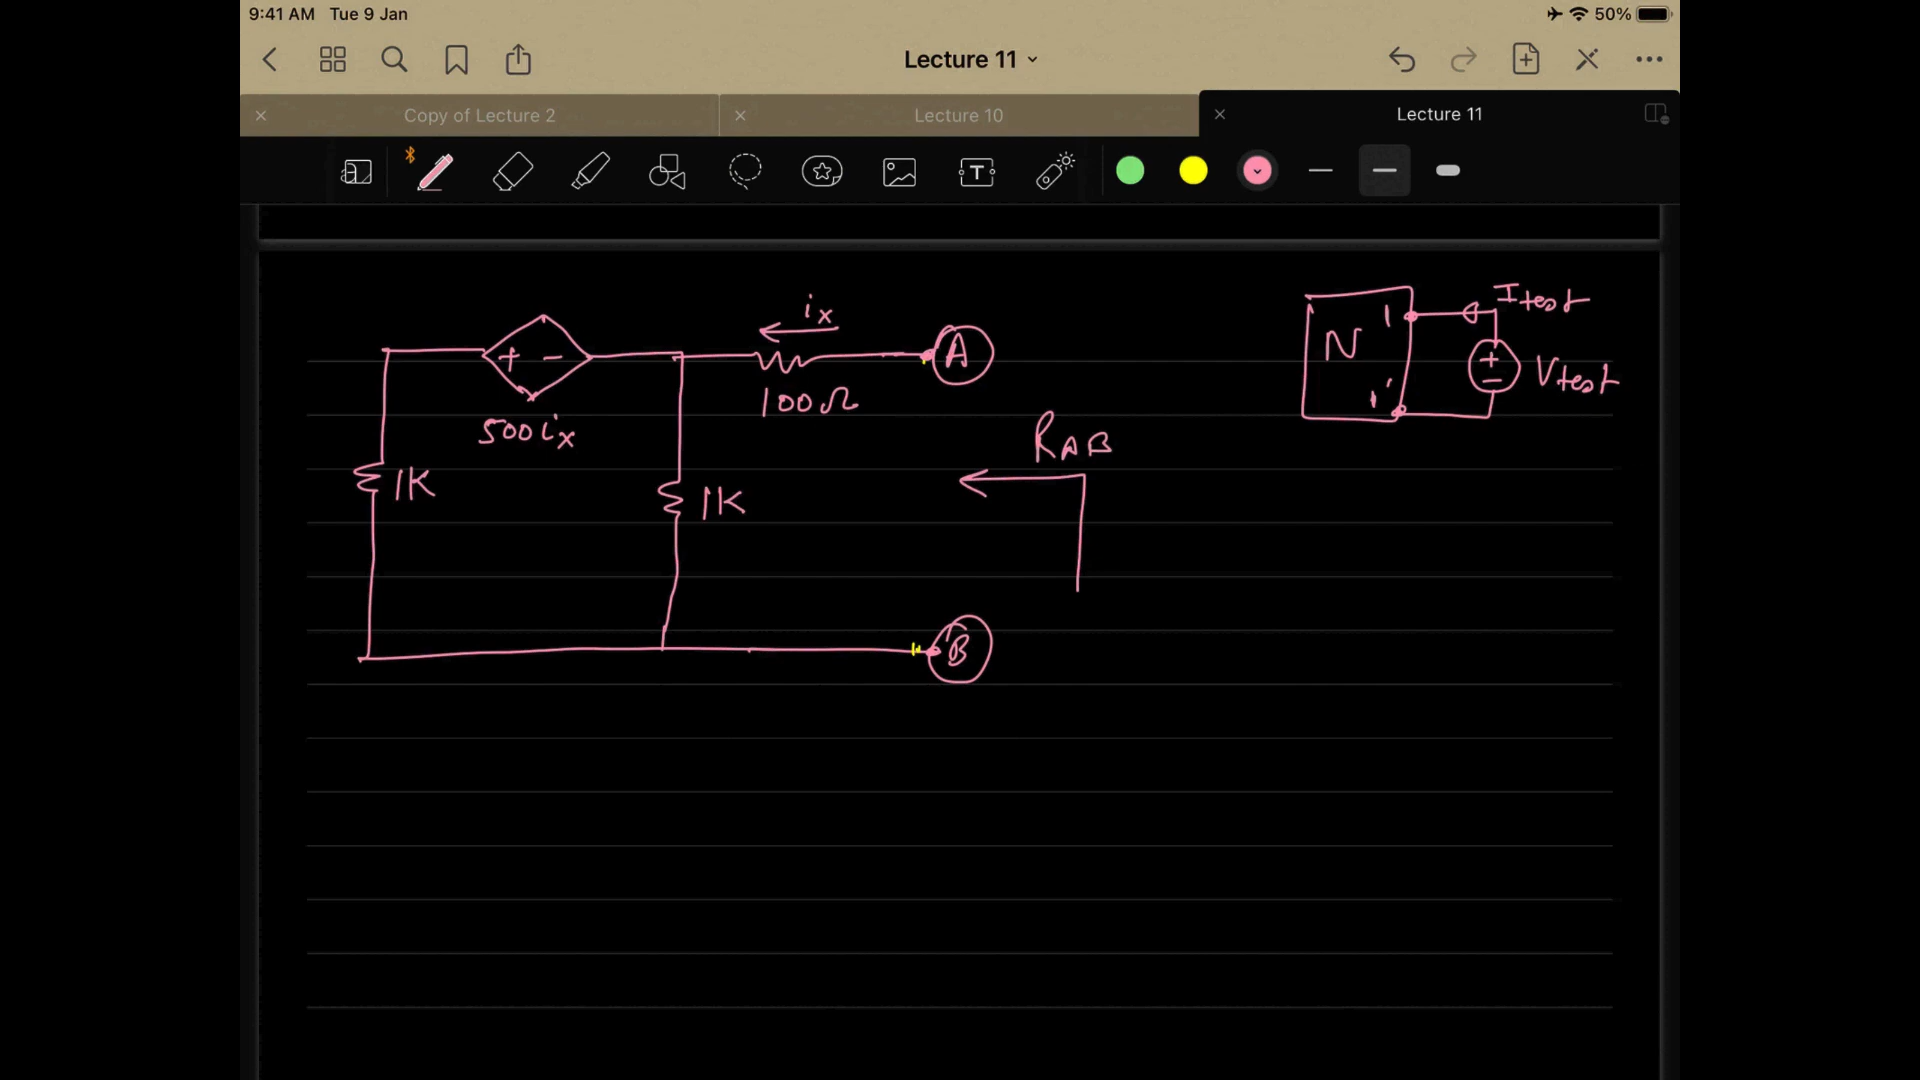 9:41 AM Tue 9 Jan
50%
Lecture 11
Copy of Lecture 2
Lecture 10
Lecture 11
T
ix
+ -
A
100Ω
500ix
1K
1K
RAB
B
N
1
1'
Itest
+
-
Vtest